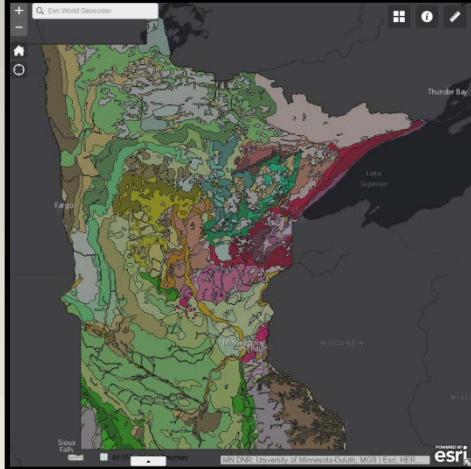 +
Esri World Geocoder
−
Thunder Bay
Lake
Superior
Fargo
WISCONSIN
Sioux
Falls
MN DNR; University of Minnesota-Duluth, MGS | Esri, HER...
POWERED BY
esri